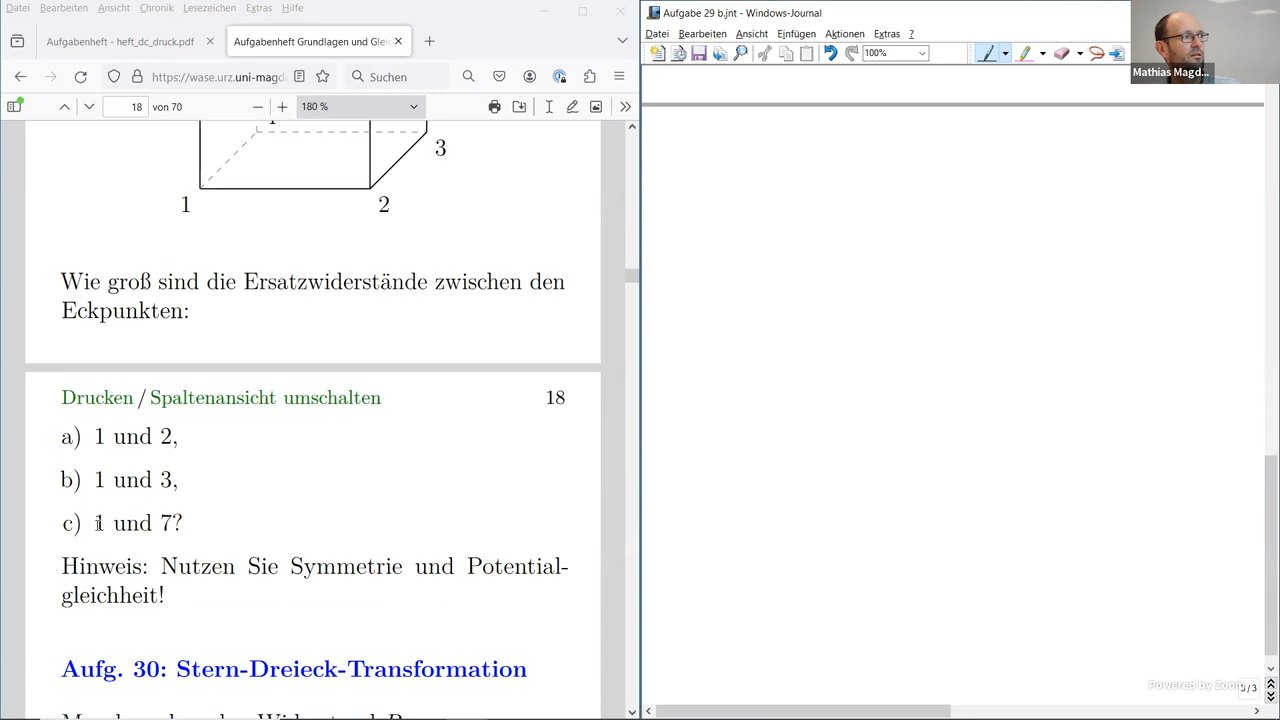 Datei Bearbeiten Ansicht Chronik Lesezeichen Extras Hilfe
Aufgabenheft - heft_dc_dtsch.pdf
Aufgabenheft Grundlagen und Glei
https://wase.urz.uni-magd
Suchen
18 von 70
180 %
3
1
2
Wie groß sind die Ersatzwiderstände zwischen den
Eckpunkten:
Drucken / Spaltenansicht umschalten 18
a) 1 und 2,
b) 1 und 3,
c) 1 und 7?
Hinweis: Nutzen Sie Symmetrie und Potential-
gleichheit!
Aufg. 30: Stern-Dreieck-Transformation
Aufgabe 29 b.jnt - Windows-Journal
Datei Bearbeiten Ansicht Einfügen Aktionen Extras ?
100%
Mathias Magd...
Powered by Zoom
/ 3